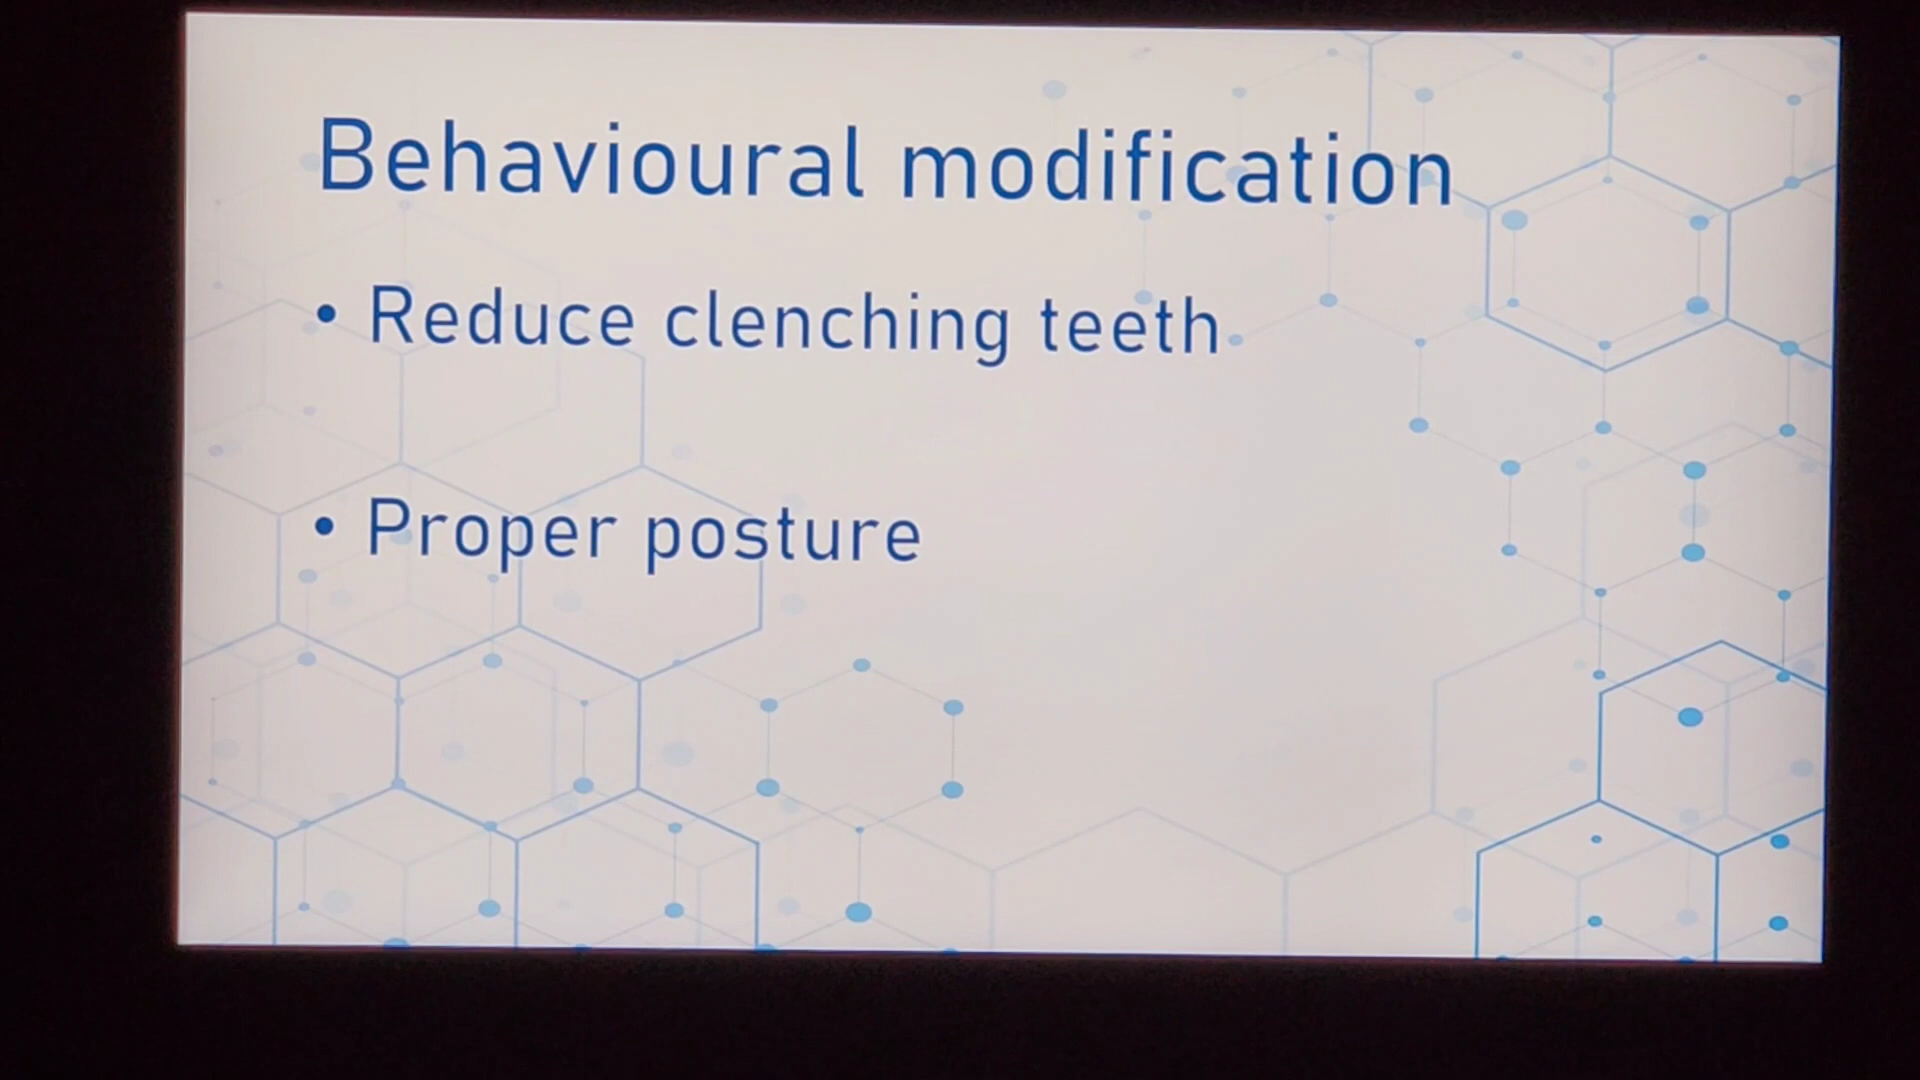 Behavioural modification
• Reduce clenching teeth
• Proper posture